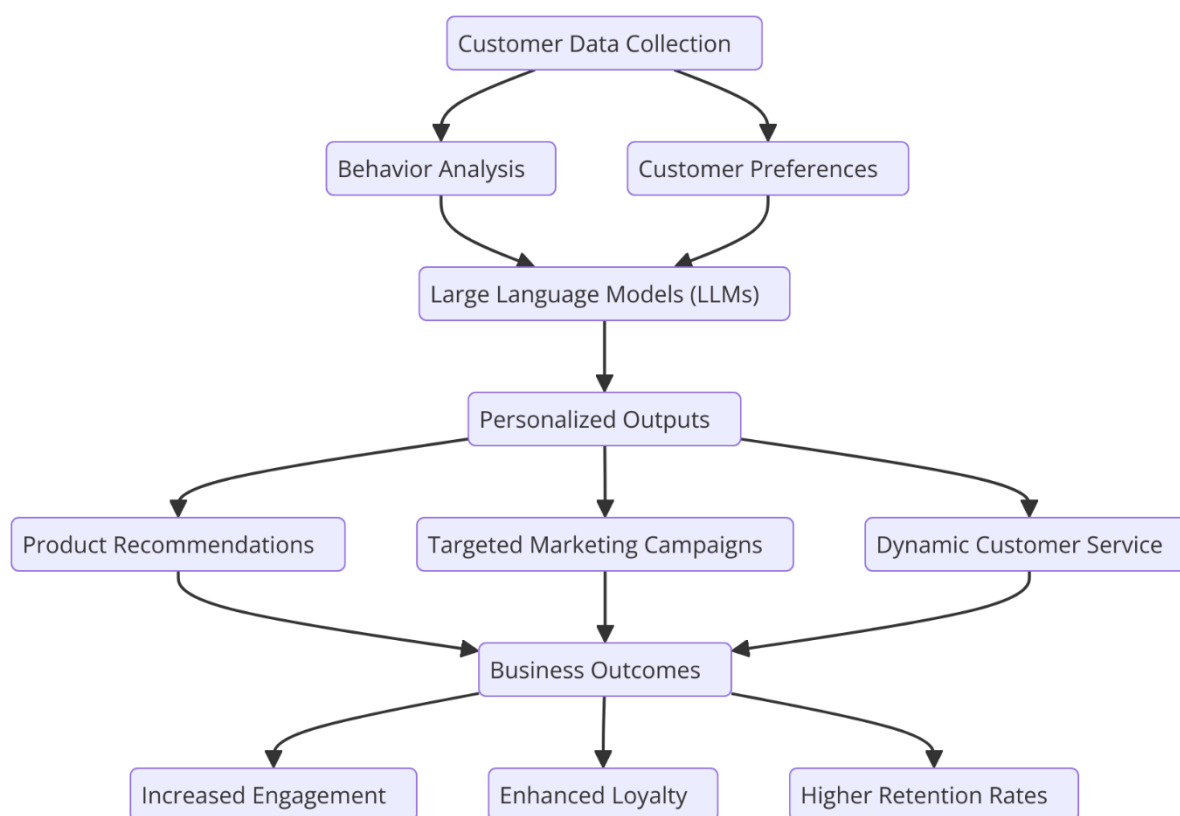 Customer Data Collection
Behavior Analysis
Customer Preferences
Large Language Models (LLMs)
Personalized Outputs
Product Recommendations
Targeted Marketing Campaigns
Dynamic Customer Service
Business Outcomes
Increased Engagement
Enhanced Loyalty
Higher Retention Rates